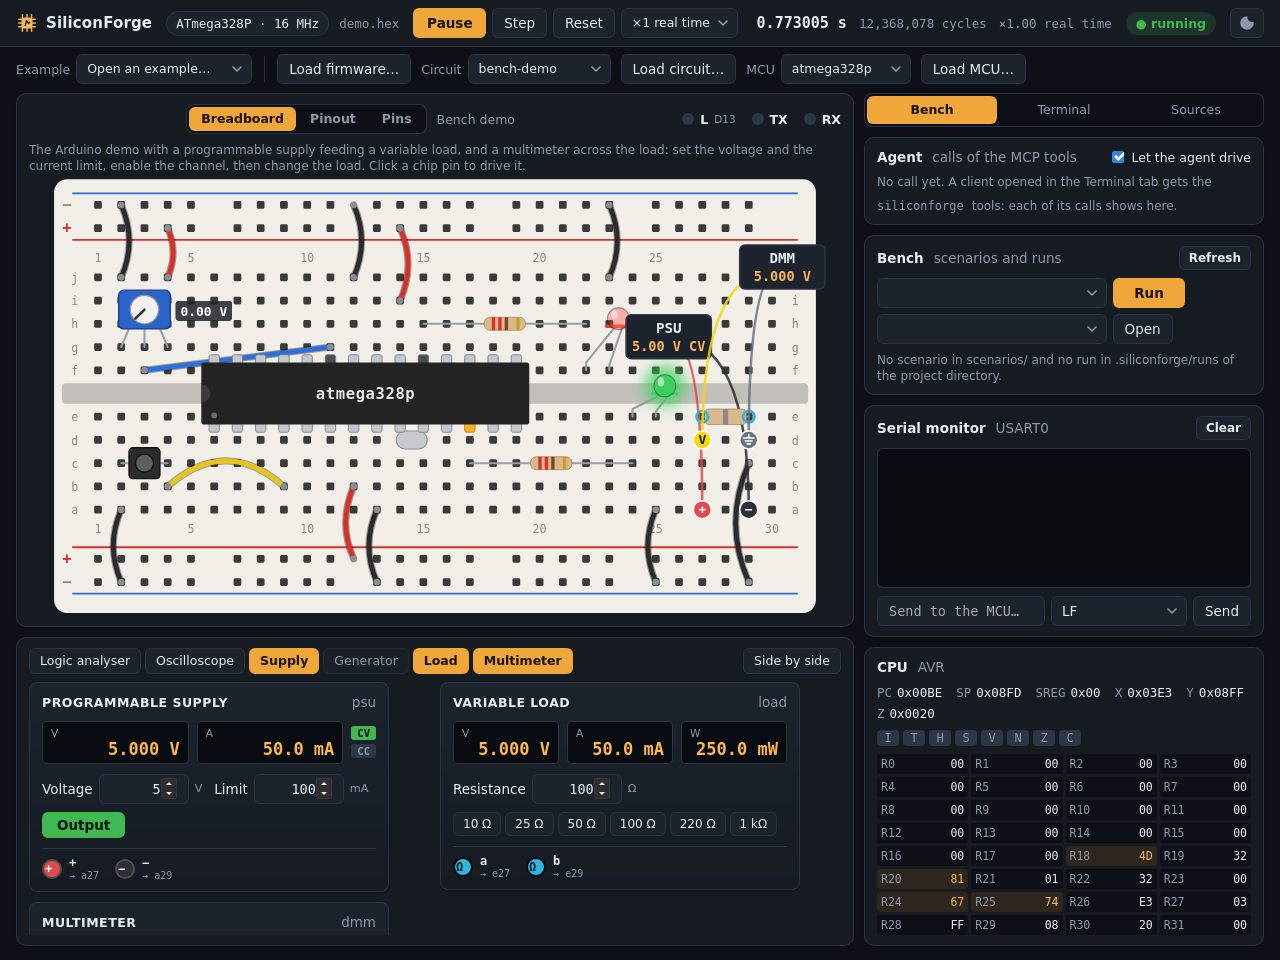 SiliconForge ATmega328P · 16 MHz demo.hex Pause Step Reset ×1 real time 0.773005 s 12,368,078 cycles ×1.00 real time ● running
Example Open an example… Load firmware… Circuit bench-demo Load circuit… MCU atmega328p Load MCU…
Breadboard Pinout Pins Bench demo L D13 TX RX
The Arduino demo with a programmable supply feeding a variable load, and a multimeter across the load: set the voltage and the
current limit, enable the config, then change the load. Click a chip to drive it.
−
+
1 5 10 15 20 25
j
i i
h h
g g
f f
e e
d d
c c
b b
a a
1 5 10 15 20 25 30
+
−
DMM
5.000 V
0.00 V
PSU
5.00 V CV
atmega328p
V
+ −
Logic analyser Oscilloscope Supply Generator Load Multimeter Side by side
PROGRAMMABLE SUPPLY psu
V 5.000 V A 50.0 mA CV CC
Voltage 5 V Limit 100 mA
Output
+ + → a27 − − → a29
MULTIMETER dmm
VARIABLE LOAD load
V 5.000 V A 50.0 mA W 250.0 mW
Resistance 100 Ω
10 Ω 25 Ω 50 Ω 100 Ω 220 Ω 1 kΩ
Ω a → e27 Ω b → e29
Bench Terminal Sources
Agent calls of the MCP tools Let the agent drive
No call yet. A client opened in the Terminal tab gets the
siliconforge tools: each of its calls shows here.
Bench scenarios and runs Refresh
Run
Open
No scenario in scenarios/ and no run in .siliconforge/runs of
the project directory.
Serial monitor USART0 Clear
Send to the MCU… LF Send
CPU AVR
PC 0x00BE SP 0x08FD SREG 0x00 X 0x03E3 Y 0x08FF
Z 0x0020
I T H S V N Z C
R0 00 R1 00 R2 00 R3 00
R4 00 R5 00 R6 00 R7 00
R8 00 R9 00 R10 00 R11 00
R12 00 R13 00 R14 00 R15 00
R16 00 R17 00 R18 4D R19 32
R20 81 R21 01 R22 32 R23 00
R24 67 R25 74 R26 E3 R27 03
R28 FF R29 08 R30 20 R31 00